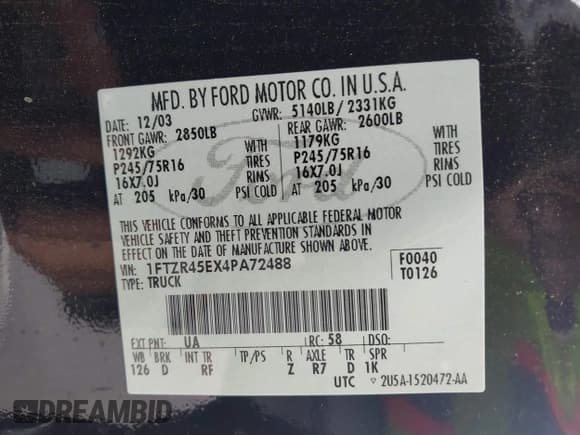 MFD. BY FORD MOTOR CO. IN U.S.A.
DATE: 12/03 GVWR: 5140LB/ 2331KG
FRONT GAWR: 2850LB REAR GAWR: 2600LB
1292KG WITH 1179KG WITH
P245/75R16 TIRES P245/75R16 TIRES
16X7.0J RIMS 16X7.0J RIMS
AT 205 kPa/30 PSI COLD AT 205 kPa/30 PSI COLD
Ford
THIS VEHICLE CONFORMS TO ALL APPLICABLE FEDERAL MOTOR
VEHICLE SAFETY AND THEFT PREVENTION STANDARDS IN
EFFECT ON THE DATE OF MANUFACTURE SHOWN ABOVE.
VIN: 1FTZR45EX4PA72488 F0040
TYPE: TRUCK T0126
EXT PNT: UA RC: 58 DSO:
WB BRK INT TR TP/PS R AXLE TR SPR
126 D RF Z R7 D 1K
UTC 2U5A-1520472-AA
DREAMBID